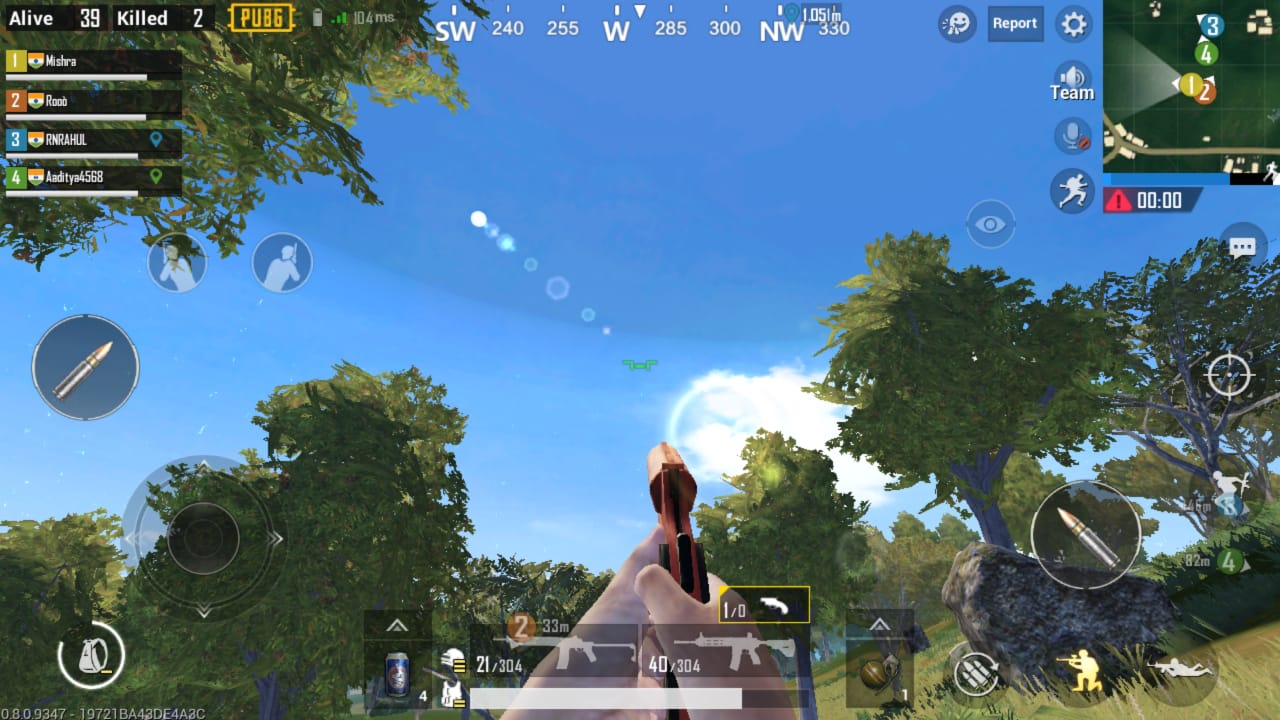 Alive 39 Killed 2 PUBG 104ms
SW 240 255 W 285 300 NW 330
1,051m
Report
1 Mishra
2 Rooò
3 RNRAHUL
4 Aaditya4568
Team
3
4
1 2
! 00:00
82m 4
1/0
2 33m
21/304
40/304
4
1
0.8.0.9347 - 19721BA43DE4A3C